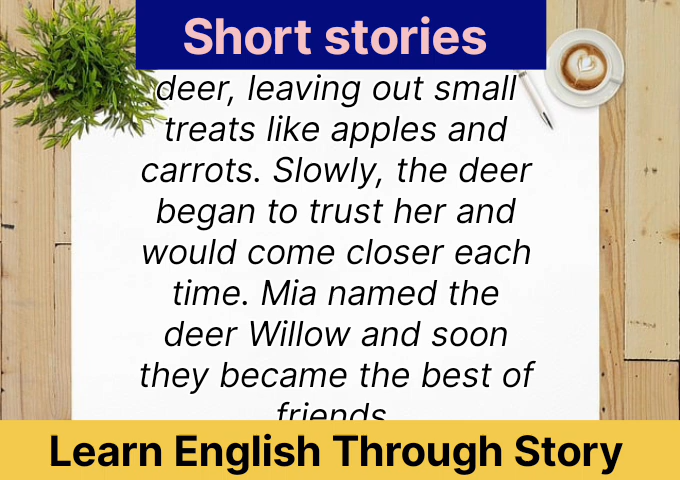 Short stories
deer, leaving out small
treats like apples and
carrots. Slowly, the deer
began to trust her and
would come closer each
time. Mia named the
deer Willow and soon
they became the best of
friends
Learn English Through Story